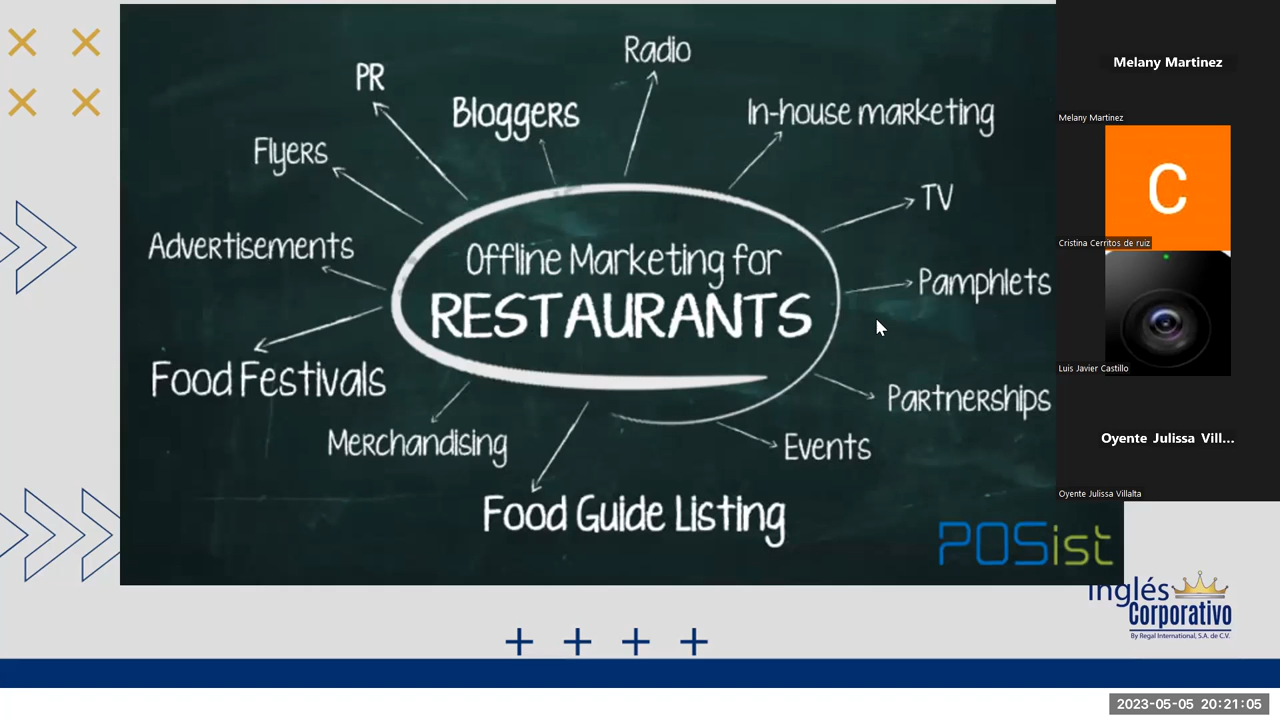 Radio
PR
Bloggers
In-house marketing
Flyers
TV
Advertisements
Offline Marketing for
RESTAURANTS
Pamphlets
Food Festivals
Partnerships
Merchandising
Events
Food Guide Listing
POSist
Inglés
Corporativo
By Regal International, S.A. de C.V.
Melany Martinez
Melany Martinez
C
Cristina Cerritos de ruiz
Luis Javier Castillo
Oyente Julissa Vill...
Oyente Julissa Villalta
2023-05-05 20:21:05